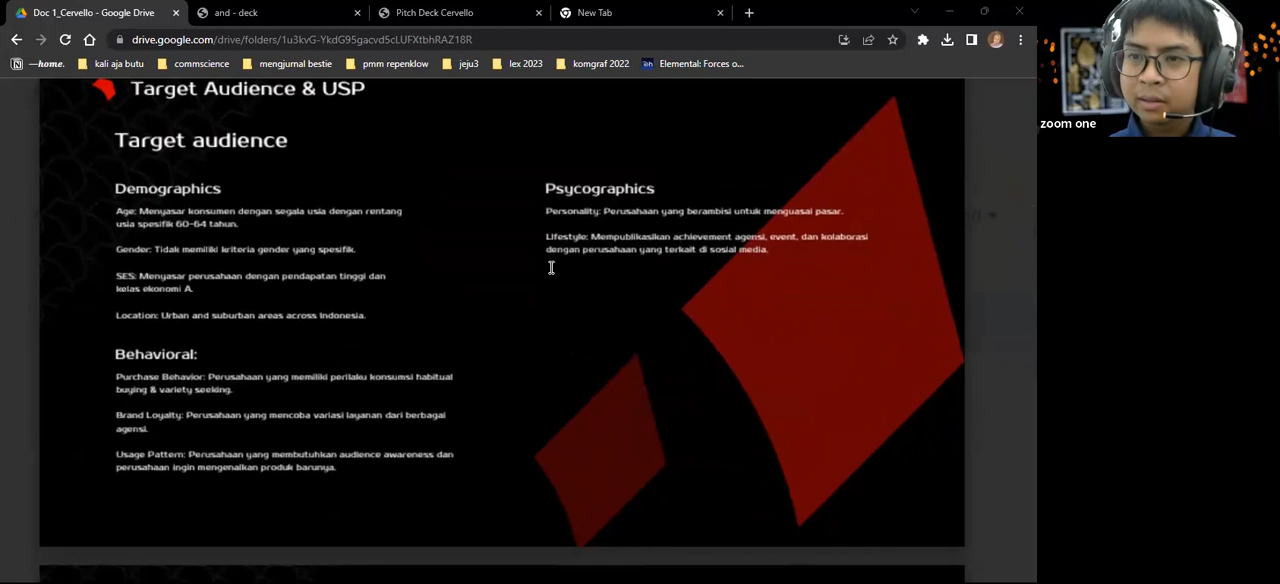 Doc 1_Cervello - Google Drive
and - deck
Pitch Deck Cervello
New Tab
drive.google.com/drive/folders/1u3kvG-YkdG95gacvd5cLUFXtbhRAZ18R
—home.
kali aja butu
commscience
mengjurnal bestie
pmm repenklow
jeju3
lex 2023
komgraf 2022
Elemental: Forces o...
zoom one
Target Audience & USP
Target audience
Demographics
Age: Menyasar konsumen dengan segala usia dengan rentang
usia spesifik 60-64 tahun.
Gender: Tidak memiliki kriteria gender yang spesifik.
SES: Menyasar perusahaan dengan pendapatan tinggi dan
kelas ekonomi A.
Location: Urban and suburban areas across Indonesia.
Behavioral:
Purchase Behavior: Perusahaan yang memiliki perilaku konsumsi habitual
buying & variety seeking.
Brand Loyalty: Perusahaan yang mencoba variasi layanan dari berbagai
agensi.
Usage Pattern: Perusahaan yang membutuhkan audience awareness dan
perusahaan ingin mengenalkan produk barunya.
Psycographics
Personality: Perusahaan yang berambisi untuk menguasai pasar.
Lifestyle: Mempublikasikan achievement agensi, event, dan kolaborasi
dengan perusahaan yang terkait di sosial media.